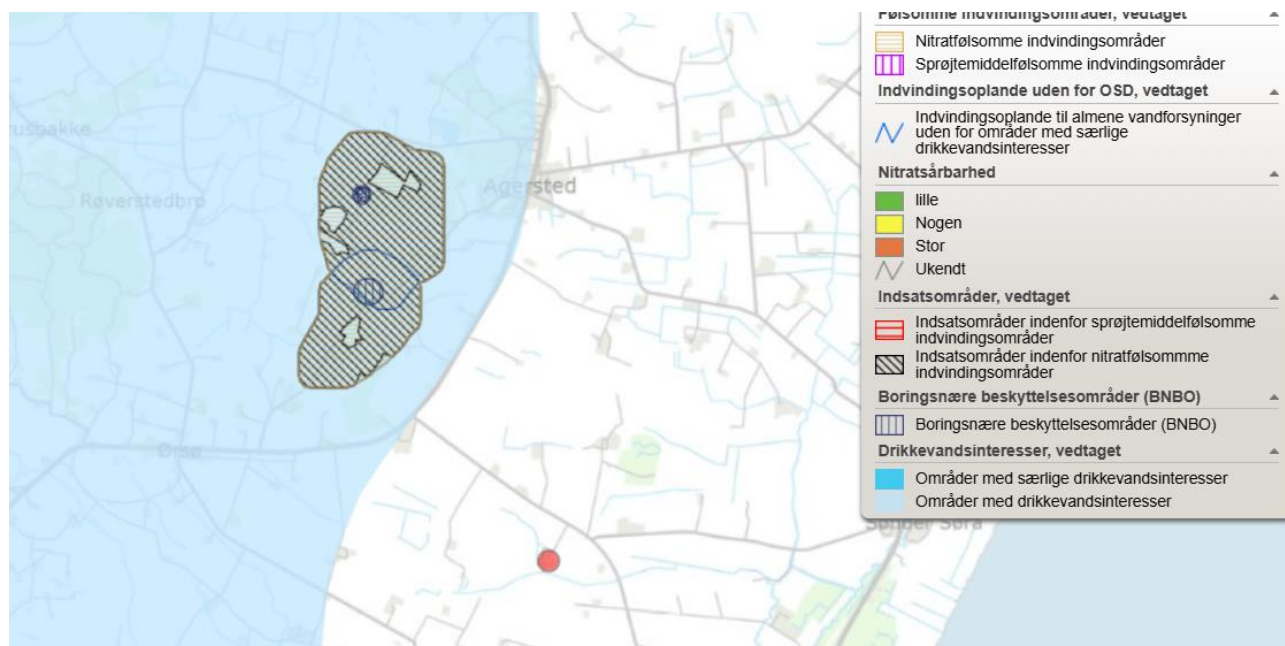 Følsomme indvindingsområder, vedtaget
Nitratfølsomme indvindingsområder
Sprøjtemiddelfølsomme indvindingsområder
Indvindingsoplande uden for OSD, vedtaget
Indvindingsoplande til almene vandforsyninger
uden for områder med særlige
drikkevandsinteresser
Nitratsårbarhed
lille
Nogen
Stor
Ukendt
Indsatsområder, vedtaget
Indsatsområder indenfor sprøjtemiddelfølsomme
indvindingsområder
Indsatsområder indenfor nitratfølsommme
indvindingsområder
Boringsnære beskyttelsesområder (BNBO)
Boringsnære beskyttelsesområder (BNBO)
Drikkevandsinteresser, vedtaget
Områder med særlige drikkevandsinteresser
Områder med drikkevandsinteresser
rusbakke
Røverstedbro
Agersted
Ørsø